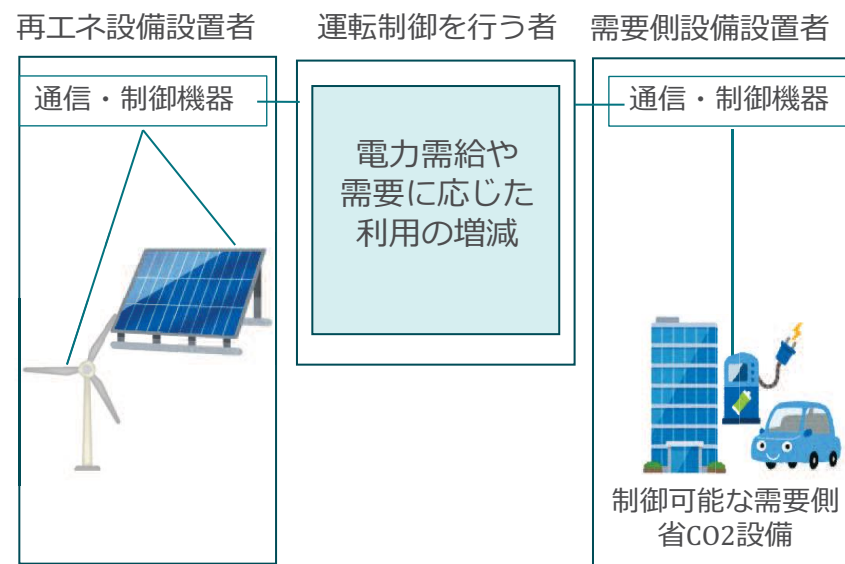 再エネ設備設置者
運転制御を行う者
需要側設備設置者
通信・制御機器
電力需給や
需要に応じた
利用の増減
通信・制御機器
制御可能な需要側
省CO2設備